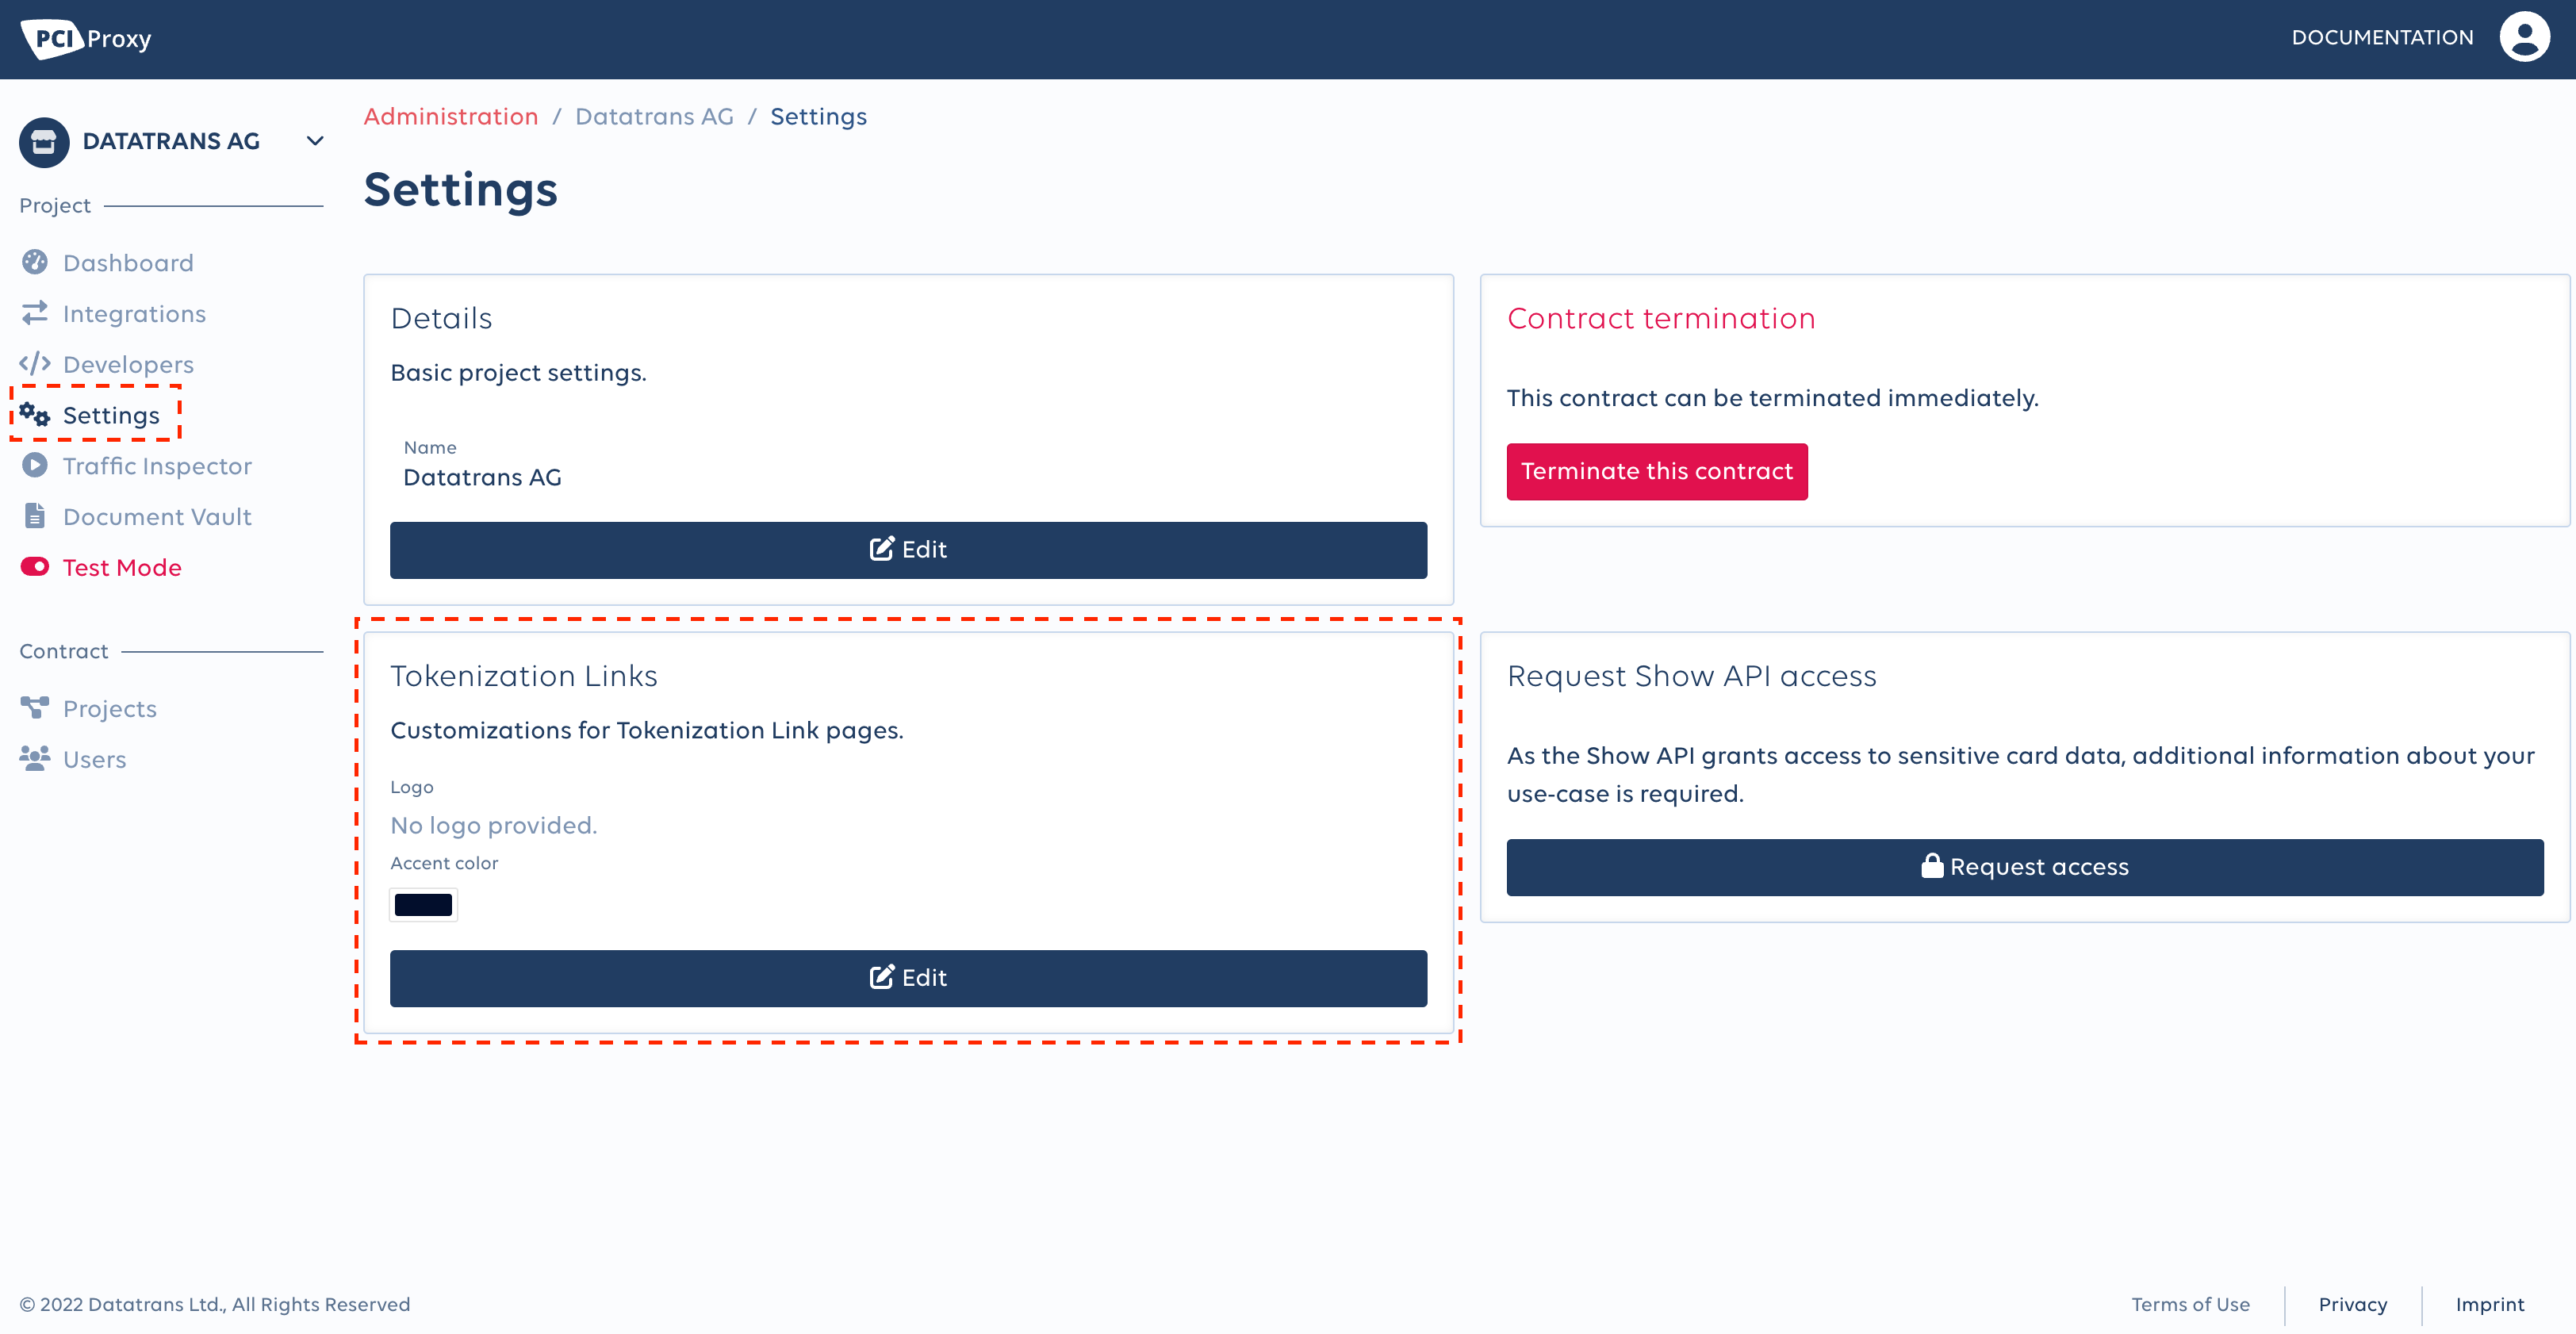 PCI Proxy
DOCUMENTATION
DATATRANS AG
Project
Dashboard
Integrations
Developers
Settings
Traffic Inspector
Document Vault
Test Mode
Contract
Projects
Users
Administration / Datatrans AG / Settings
Settings
Details
Basic project settings.
Name
Datatrans AG
Edit
Contract termination
This contract can be terminated immediately.
Terminate this contract
Tokenization Links
Customizations for Tokenization Link pages.
Logo
No logo provided.
Accent color
Edit
Request Show API access
As the Show API grants access to sensitive card data, additional information about your
use-case is required.
Request access
© 2022 Datatrans Ltd., All Rights Reserved
Terms of Use
Privacy
Imprint